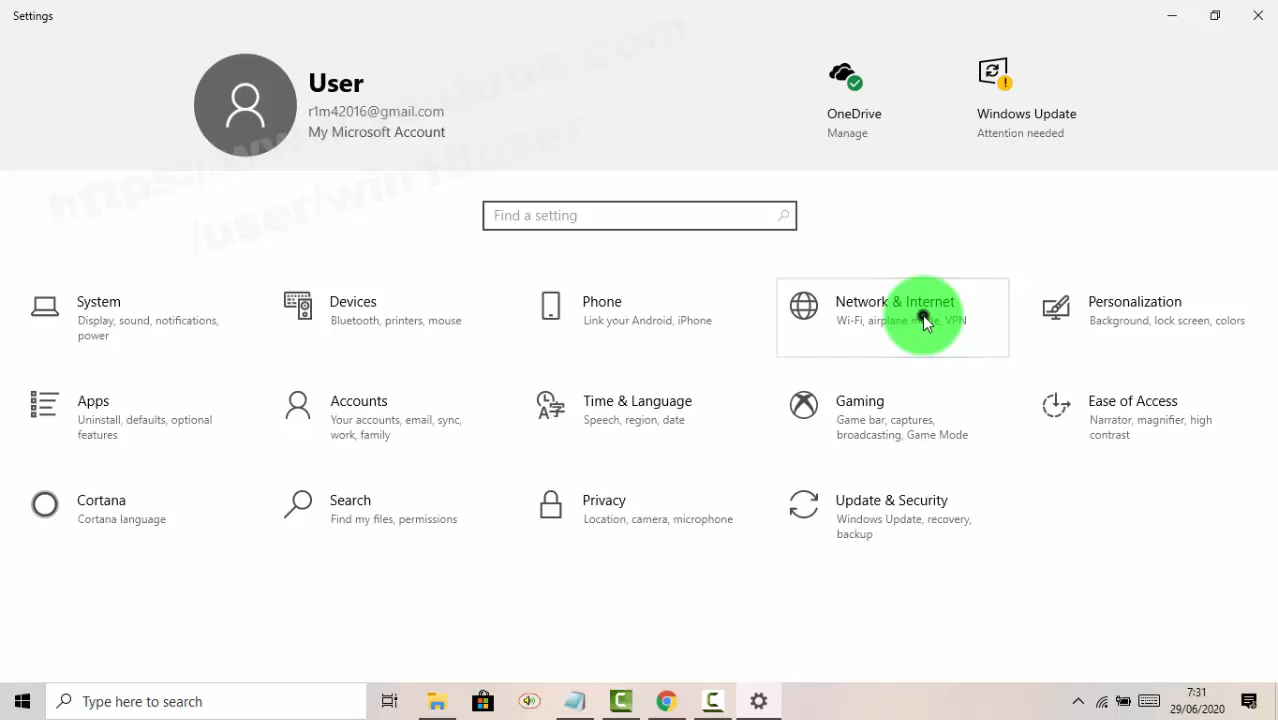 Settings
User
r1m42016@gmail.com
My Microsoft Account
OneDrive
Manage
Windows Update
Attention needed
Find a setting
System
Display, sound, notifications,
power
Devices
Bluetooth, printers, mouse
Phone
Link your Android, iPhone
Network & Internet
Wi-Fi, airplane mode, VPN
Personalization
Background, lock screen, colors
Apps
Uninstall, defaults, optional
features
Accounts
Your accounts, email, sync,
work, family
Time & Language
Speech, region, date
Gaming
Game bar, captures,
broadcasting, Game Mode
Ease of Access
Narrator, magnifier, high
contrast
Cortana
Cortana language
Search
Find my files, permissions
Privacy
Location, camera, microphone
Update & Security
Windows Update, recovery,
backup
Type here to search
7:31
29/06/2020